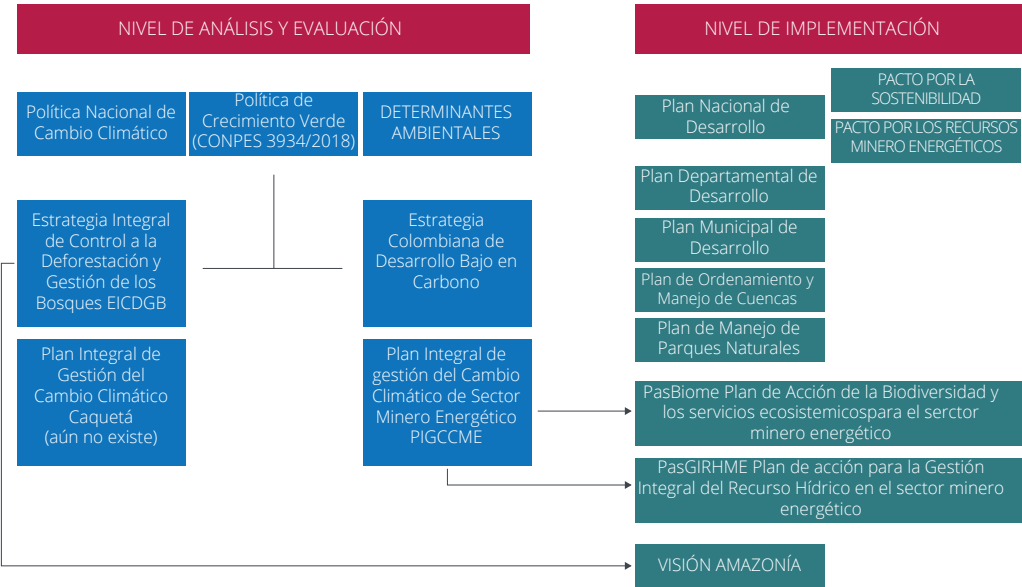 NIVEL DE ANÁLISIS Y EVALUACIÓN
Política Nacional de
Cambio Climático
Política de
Crecimiento Verde
(CONPES 3934/2018)
DETERMINANTES
AMBIENTALES
Estrategia Integral
de Control a la
Deforestación y
Gestión de los
Bosques EICDGB
Estrategia
Colombiana de
Desarrollo Bajo en
Carbono
Plan Integral de
Gestión del
Cambio Climático
Caquetá
(aún no existe)
Plan Integral de
gestión del Cambio
Climático de Sector
Minero Energético
PIGCCME
NIVEL DE IMPLEMENTACIÓN
Plan Nacional de
Desarrollo
PACTO POR LA
SOSTENIBILIDAD
PACTO POR LOS RECURSOS
MINERO ENERGÉTICOS
Plan Departamental de
Desarrollo
Plan Municipal de
Desarrollo
Plan de Ordenamiento y
Manejo de Cuencas
Plan de Manejo de
Parques Naturales
PasBiome Plan de Acción de la Biodiversidad y
los servicios ecosistemicospara el serctor
minero energético
PasGIRHME Plan de acción para la Gestión
Integral del Recurso Hídrico en el sector minero
energético
VISIÓN AMAZONÍA